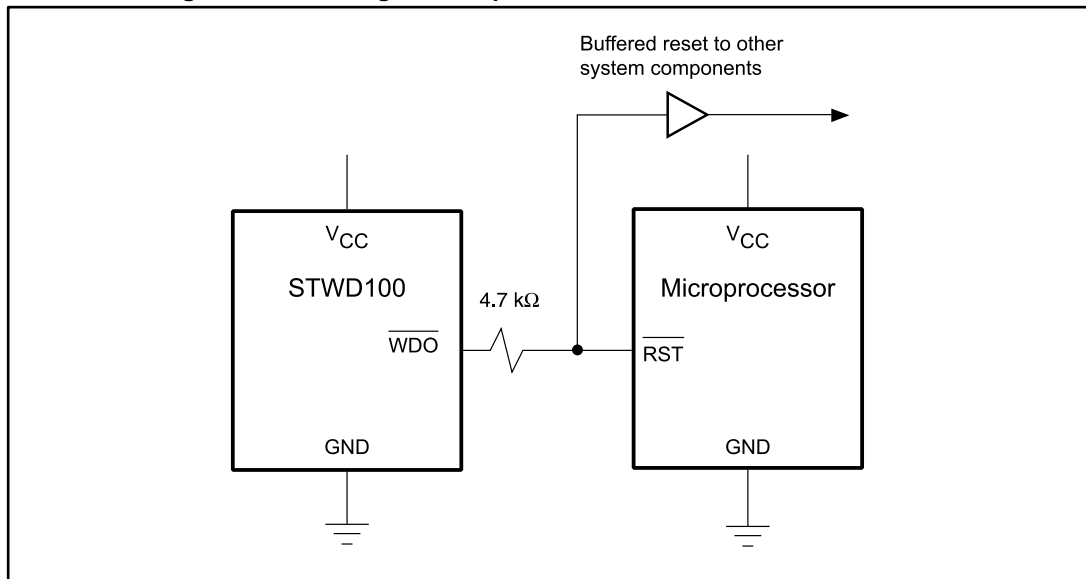 Buffered reset to other
system components
VCC
STWD100
WDO
GND
4.7 kΩ
VCC
Microprocessor
RST
GND